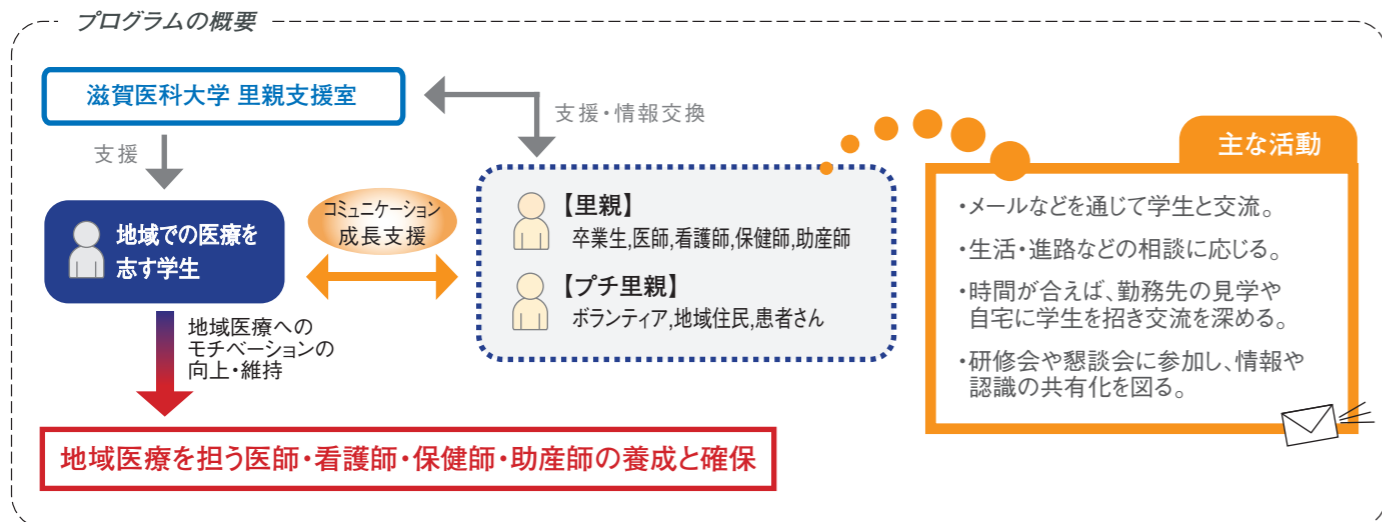 プログラムの概要
滋賀医科大学 里親支援室
支援・情報交換
支援
地域での医療を
志す学生
コミュニケーション
成長支援
【里親】
卒業生,医師,看護師,保健師,助産師
【プチ里親】
ボランティア,地域住民,患者さん
地域医療への
モチベーションの
向上・維持
地域医療を担う医師・看護師・保健師・助産師の養成と確保
主な活動
・メールなどを通じて学生と交流。
・生活・進路などの相談に応じる。
・時間が合えば、勤務先の見学や
自宅に学生を招き交流を深める。
・研修会や懇談会に参加し、情報や
認識の共有化を図る。